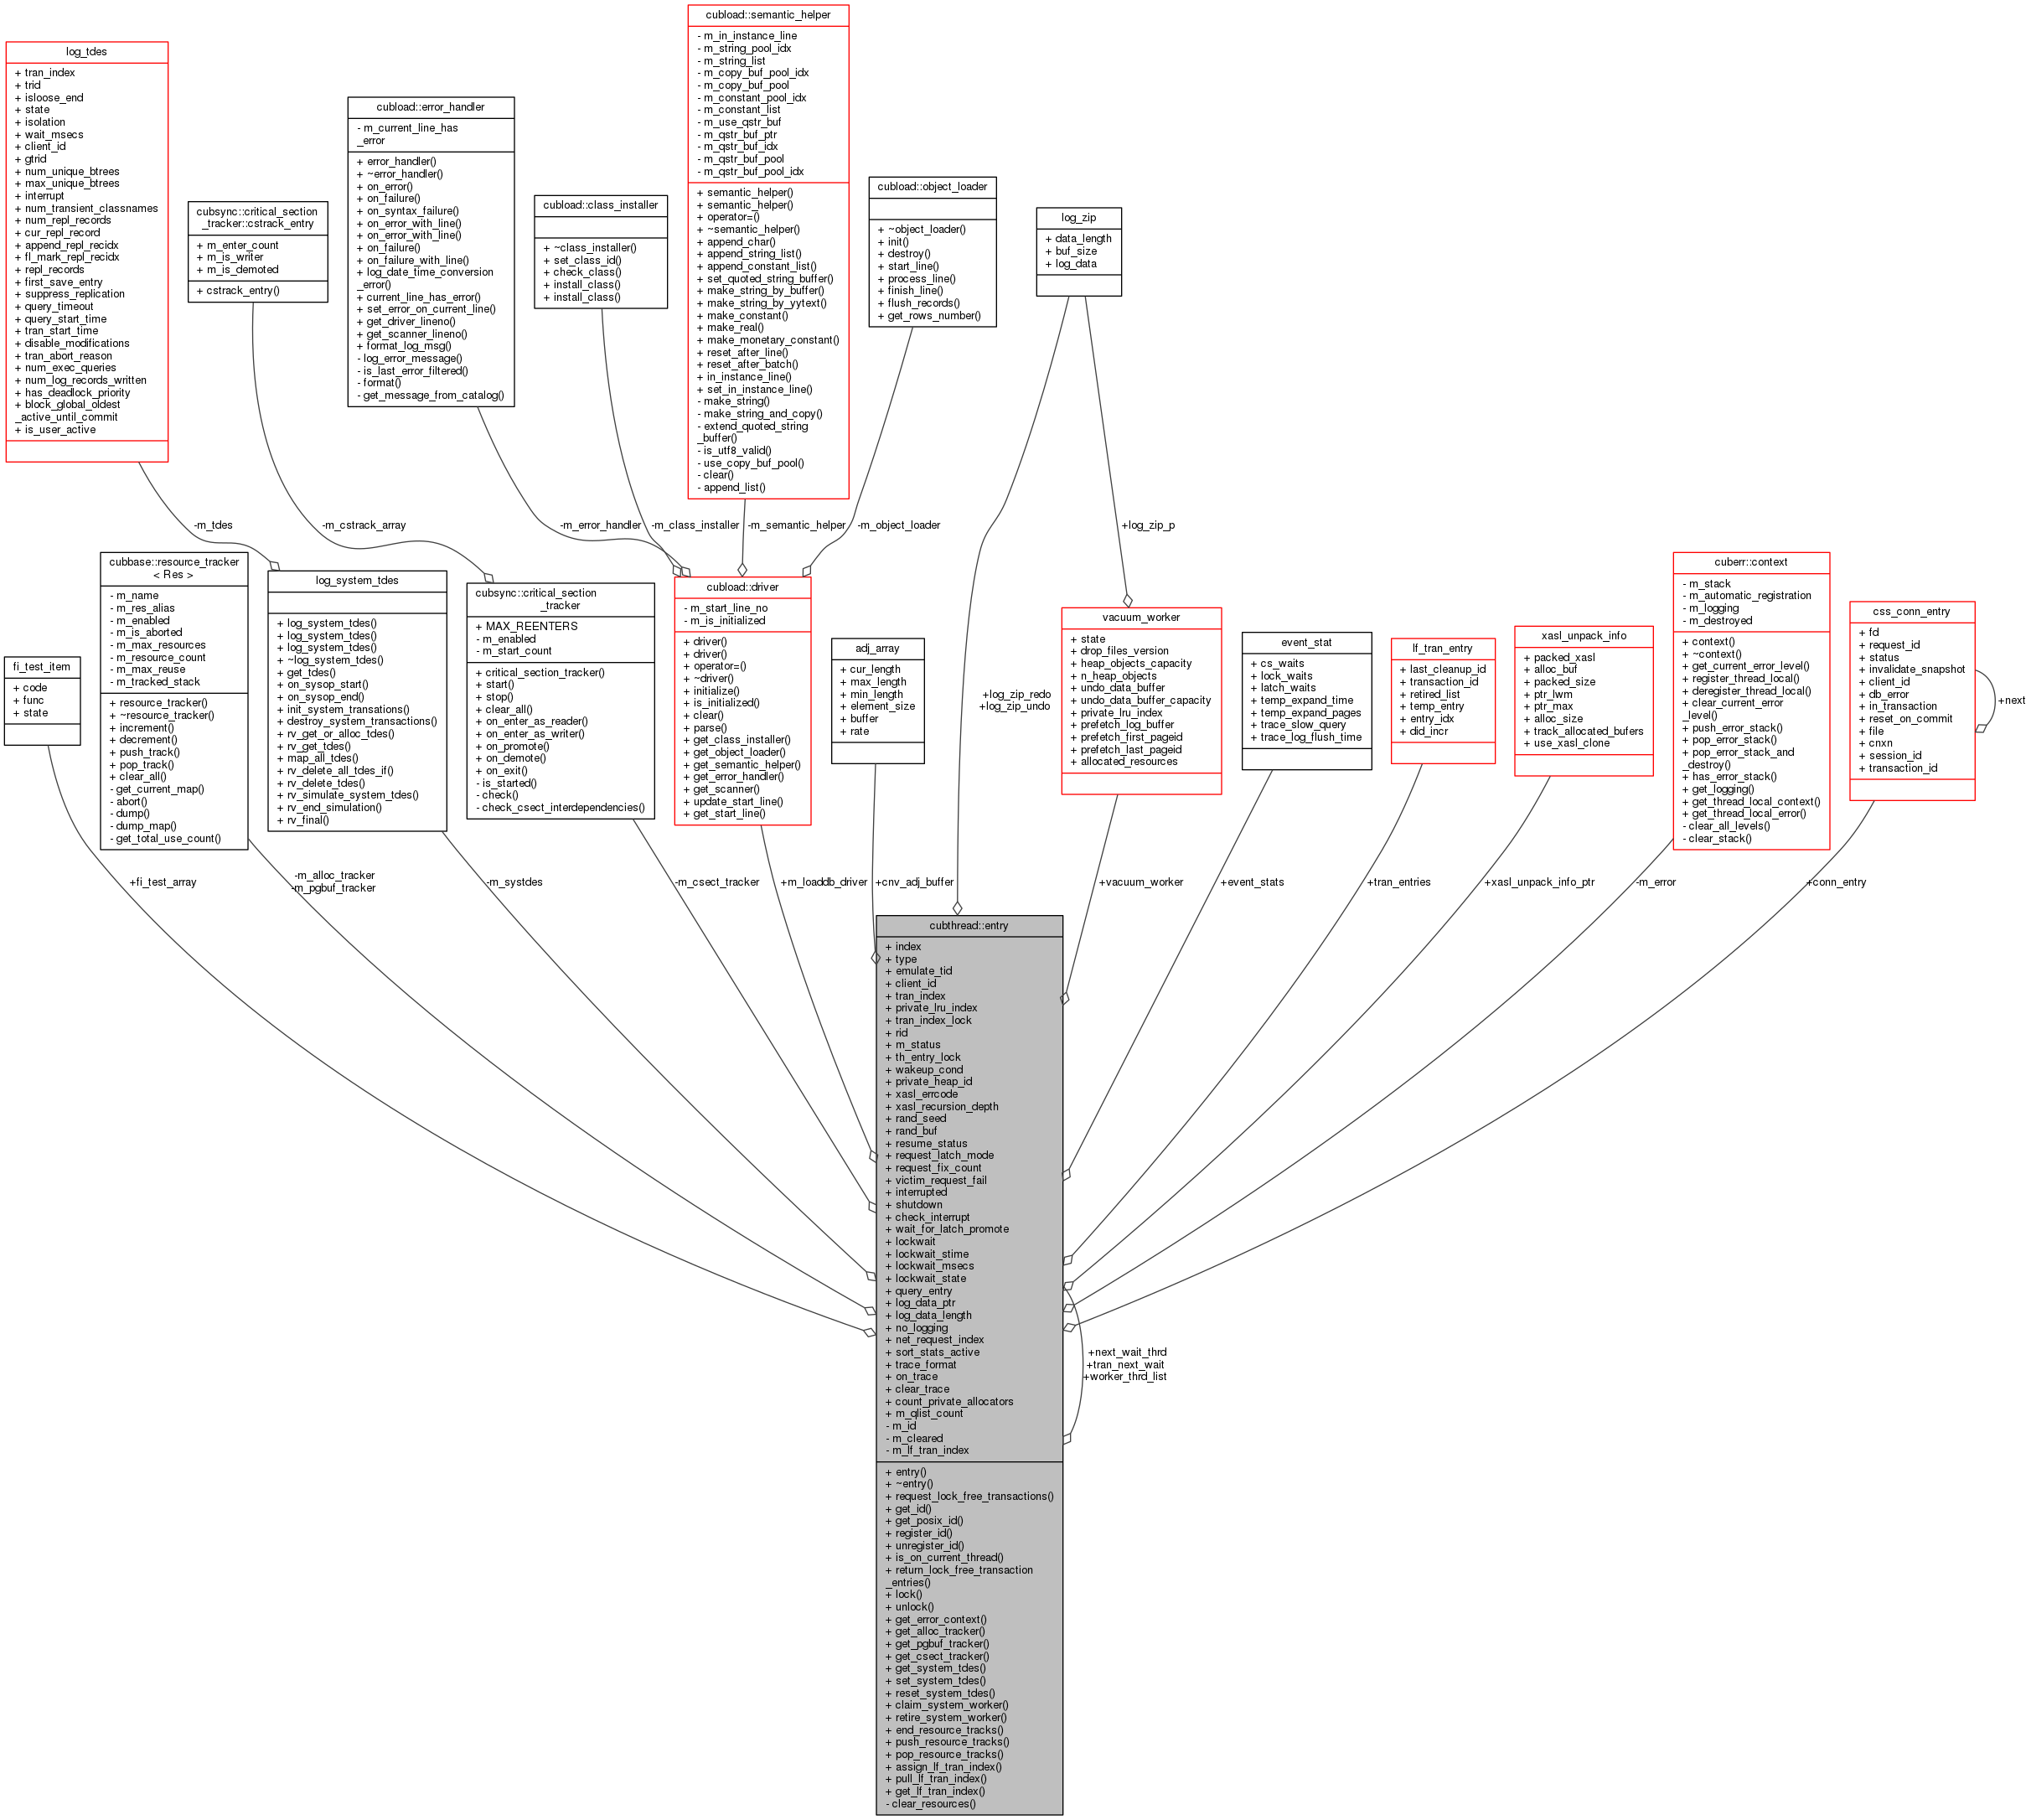 cubload::semantic_helper
- m_in_instance_line
- m_string_pool_idx
- m_string_list
- m_copy_buf_pool_idx
- m_copy_buf_pool
- m_constant_pool_idx
- m_constant_list
- m_use_qstr_buf
- m_qstr_buf_ptr
- m_qstr_buf_idx
- m_qstr_buf_pool
- m_qstr_buf_pool_idx
+ semantic_helper()
+ semantic_helper()
+ operator=()
+ ~semantic_helper()
+ append_char()
+ append_string_list()
+ append_constant_list()
+ set_quoted_string_buffer()
+ make_string_by_buffer()
+ make_string_by_yytext()
+ make_constant()
+ make_real()
+ make_monetary_constant()
+ reset_after_line()
+ reset_after_batch()
+ in_instance_line()
+ set_in_instance_line()
- make_string()
- make_string_and_copy()
- extend_quoted_string
_buffer()
- is_utf8_valid()
- use_copy_buf_pool()
- clear()
- append_list()
log_tdes
+ tran_index
+ trid
+ isloose_end
+ state
+ isolation
+ wait_msecs
+ client_id
+ gtrid
+ num_unique_btrees
+ max_unique_btrees
+ interrupt
+ num_transient_classnames
+ num_repl_records
+ cur_repl_record
+ append_repl_recidx
+ fl_mark_repl_recidx
+ repl_records
+ first_save_entry
+ suppress_replication
+ query_timeout
+ query_start_time
+ tran_start_time
+ disable_modifications
+ tran_abort_reason
+ num_exec_queries
+ num_log_records_written
+ has_deadlock_priority
+ block_global_oldest
_active_until_commit
+ is_user_active
cubsync::critical_section
_tracker::cstrack_entry
+ m_enter_count
+ m_is_writer
+ m_is_demoted
+ cstrack_entry()
cubload::error_handler
- m_current_line_has
_error
+ error_handler()
+ ~error_handler()
+ on_error()
+ on_failure()
+ on_syntax_failure()
+ on_error_with_line()
+ on_error_with_line()
+ on_failure()
+ on_failure_with_line()
+ log_date_time_conversion
_error()
+ current_line_has_error()
+ set_error_on_current_line()
+ get_driver_lineno()
+ get_scanner_lineno()
+ format_log_msg()
- log_error_message()
- is_last_error_filtered()
- format()
- get_message_from_catalog()
cubload::class_installer
+ ~class_installer()
+ set_class_id()
+ check_class()
+ install_class()
+ install_class()
cubload::object_loader
+ ~object_loader()
+ init()
+ destroy()
+ start_line()
+ process_line()
+ finish_line()
+ flush_records()
+ get_rows_number()
log_zip
+ data_length
+ buf_size
+ log_data
-m_tdes
-m_cstrack_array
-m_error_handler
-m_class_installer
-m_semantic_helper
-m_object_loader
+log_zip_p
fi_test_item
+ code
+ func
+ state
cubbase::resource_tracker
< Res >
- m_name
- m_res_alias
- m_enabled
- m_is_aborted
- m_max_resources
- m_resource_count
- m_max_reuse
- m_tracked_stack
+ resource_tracker()
+ ~resource_tracker()
+ increment()
+ decrement()
+ push_track()
+ pop_track()
+ clear_all()
- get_current_map()
- abort()
- dump()
- dump_map()
- get_total_use_count()
log_system_tdes
+ log_system_tdes()
+ log_system_tdes()
+ log_system_tdes()
+ ~log_system_tdes()
+ get_tdes()
+ on_sysop_start()
+ on_sysop_end()
+ init_system_transations()
+ destroy_system_transactions()
+ rv_get_or_alloc_tdes()
+ rv_get_tdes()
+ map_all_tdes()
+ rv_delete_all_tdes_if()
+ rv_delete_tdes()
+ rv_simulate_system_tdes()
+ rv_end_simulation()
+ rv_final()
cubsync::critical_section
_tracker
+ MAX_REENTERS
- m_enabled
- m_start_count
+ critical_section_tracker()
+ start()
+ stop()
+ clear_all()
+ on_enter_as_reader()
+ on_enter_as_writer()
+ on_promote()
+ on_demote()
+ on_exit()
- is_started()
- check()
- check_csect_interdependencies()
cubload::driver
- m_start_line_no
- m_is_initialized
+ driver()
+ driver()
+ operator=()
+ ~driver()
+ initialize()
+ is_initialized()
+ clear()
+ parse()
+ get_class_installer()
+ get_object_loader()
+ get_semantic_helper()
+ get_error_handler()
+ get_scanner()
+ update_start_line()
+ get_start_line()
adj_array
+ cur_length
+ max_length
+ min_length
+ element_size
+ buffer
+ rate
+log_zip_redo
+log_zip_undo
vacuum_worker
+ state
+ drop_files_version
+ heap_objects_capacity
+ n_heap_objects
+ undo_data_buffer
+ undo_data_buffer_capacity
+ private_lru_index
+ prefetch_log_buffer
+ prefetch_first_pageid
+ prefetch_last_pageid
+ allocated_resources
event_stat
+ cs_waits
+ lock_waits
+ latch_waits
+ temp_expand_time
+ temp_expand_pages
+ trace_slow_query
+ trace_log_flush_time
lf_tran_entry
+ last_cleanup_id
+ transaction_id
+ retired_list
+ temp_entry
+ entry_idx
+ did_incr
xasl_unpack_info
+ packed_xasl
+ alloc_buf
+ packed_size
+ ptr_lwm
+ ptr_max
+ alloc_size
+ track_allocated_bufers
+ use_xasl_clone
cuberr::context
- m_stack
- m_automatic_registration
- m_logging
- m_destroyed
+ context()
+ ~context()
+ get_current_error_level()
+ register_thread_local()
+ deregister_thread_local()
+ clear_current_error
_level()
+ push_error_stack()
+ pop_error_stack()
+ pop_error_stack_and
_destroy()
+ has_error_stack()
+ get_logging()
+ get_thread_local_context()
+ get_thread_local_error()
- clear_all_levels()
- clear_stack()
css_conn_entry
+ fd
+ request_id
+ status
+ invalidate_snapshot
+ client_id
+ db_error
+ in_transaction
+ reset_on_commit
+ file
+ cnxn
+ session_id
+ transaction_id
+next
+fi_test_array
-m_alloc_tracker
-m_pgbuf_tracker
-m_systdes
-m_csect_tracker
+m_loaddb_driver
+cnv_adj_buffer
+vacuum_worker
+event_stats
+tran_entries
+xasl_unpack_info_ptr
-m_error
+conn_entry
cubthread::entry
+ index
+ type
+ emulate_tid
+ client_id
+ tran_index
+ private_lru_index
+ tran_index_lock
+ rid
+ m_status
+ th_entry_lock
+ wakeup_cond
+ private_heap_id
+ xasl_errcode
+ xasl_recursion_depth
+ rand_seed
+ rand_buf
+ resume_status
+ request_latch_mode
+ request_fix_count
+ victim_request_fail
+ interrupted
+ shutdown
+ check_interrupt
+ wait_for_latch_promote
+ lockwait
+ lockwait_stime
+ lockwait_msecs
+ lockwait_state
+ query_entry
+ log_data_ptr
+ log_data_length
+ no_logging
+ net_request_index
+ sort_stats_active
+ trace_format
+ on_trace
+ clear_trace
+ count_private_allocators
+ m_qlist_count
- m_id
- m_cleared
- m_lf_tran_index
+ entry()
+ ~entry()
+ request_lock_free_transactions()
+ get_id()
+ get_posix_id()
+ register_id()
+ unregister_id()
+ is_on_current_thread()
+ return_lock_free_transaction
_entries()
+ lock()
+ unlock()
+ get_error_context()
+ get_alloc_tracker()
+ get_pgbuf_tracker()
+ get_csect_tracker()
+ get_system_tdes()
+ set_system_tdes()
+ reset_system_tdes()
+ claim_system_worker()
+ retire_system_worker()
+ end_resource_tracks()
+ push_resource_tracks()
+ pop_resource_tracks()
+ assign_lf_tran_index()
+ pull_lf_tran_index()
+ get_lf_tran_index()
- clear_resources()
+next_wait_thrd
+tran_next_wait
+worker_thrd_list